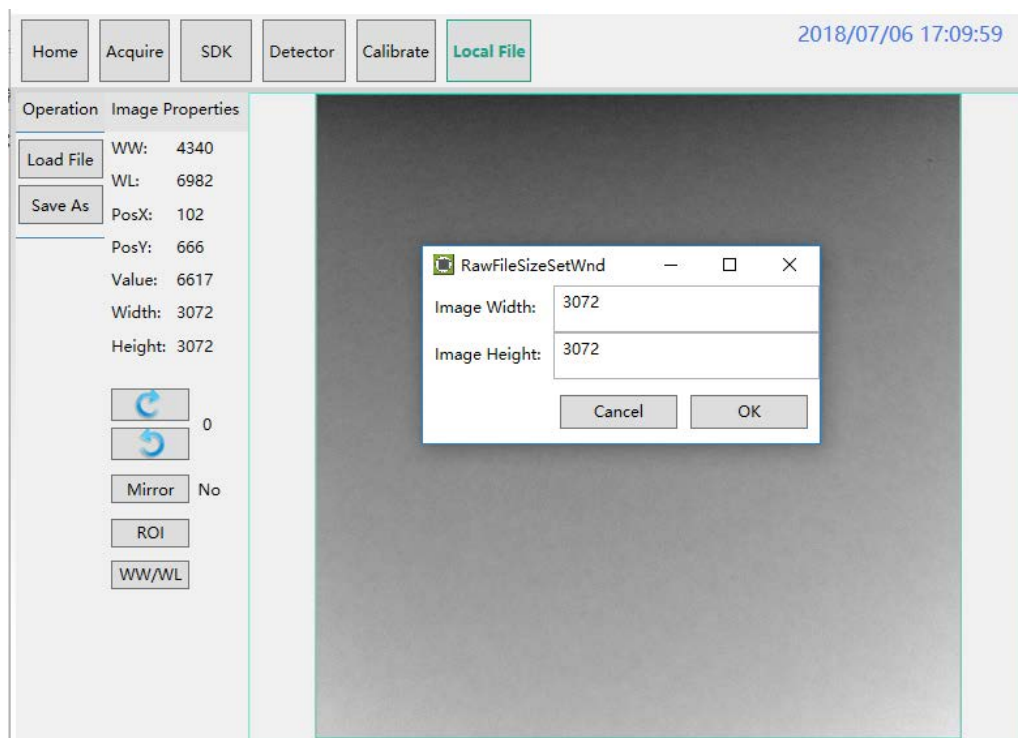 Home Acquire SDK Detector Calibrate Local File 2018/07/06 17:09:59
Operation Image Properties
Load File
Save As
WW: 4340
WL: 6982
PosX: 102
PosY: 666
Value: 6617
Width: 3072
Height: 3072
0
Mirror No
ROI
WW/WL
RawFileSizeSetWnd
Image Width: 3072
Image Height: 3072
Cancel OK